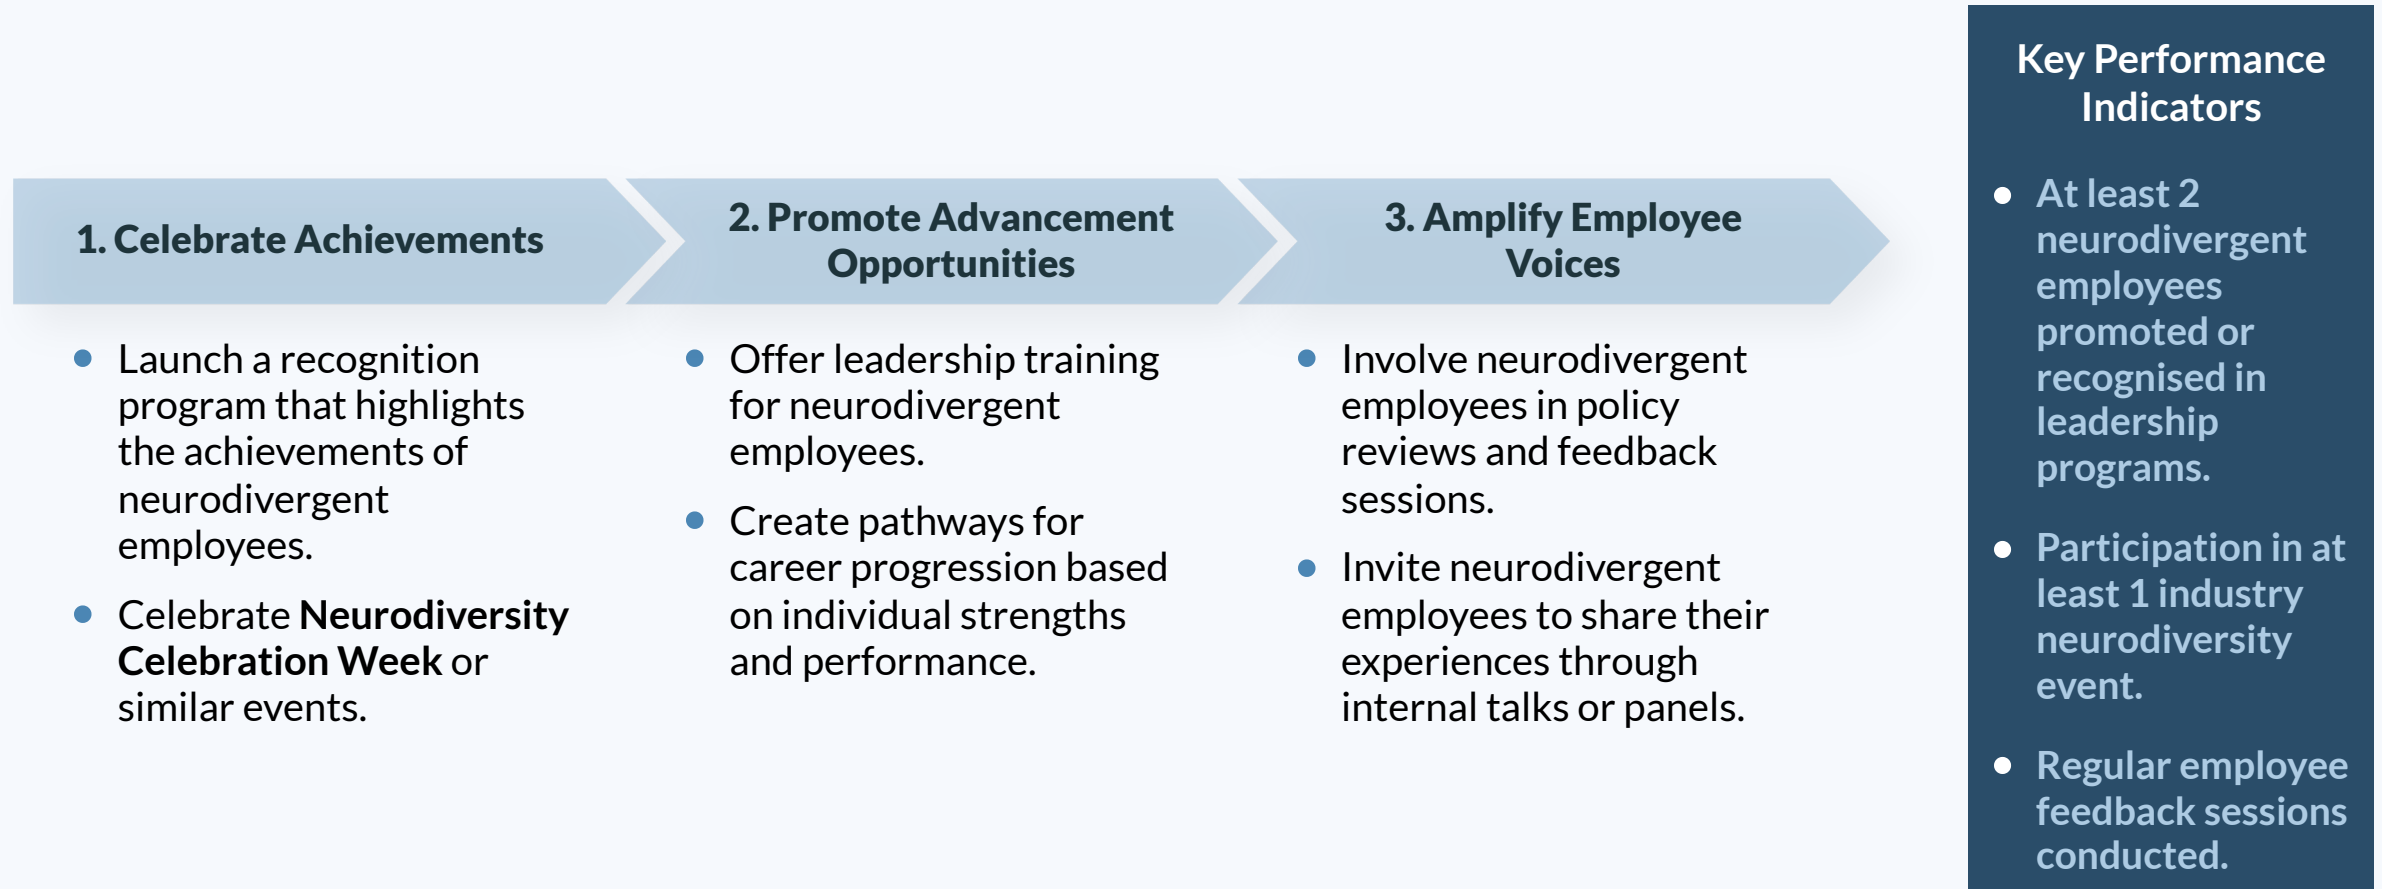 1. Celebrate Achievements
Launch a recognition
program that highlights
the achievements of
neurodivergent
employees.
Celebrate Neurodiversity
Celebration Week or
similar events.
2. Promote Advancement
Opportunities
Offer leadership training
for neurodivergent
employees.
Create pathways for
career progression based
on individual strengths
and performance.
3. Amplify Employee
Voices
Involve neurodivergent
employees in policy
reviews and feedback
sessions.
Invite neurodivergent
employees to share their
experiences through
internal talks or panels.
Key Performance
Indicators
At least 2
neurodivergent
employees
promoted or
recognised in
leadership
programs.
Participation in at
least 1 industry
neurodiversity
event.
Regular employee
feedback sessions
conducted.